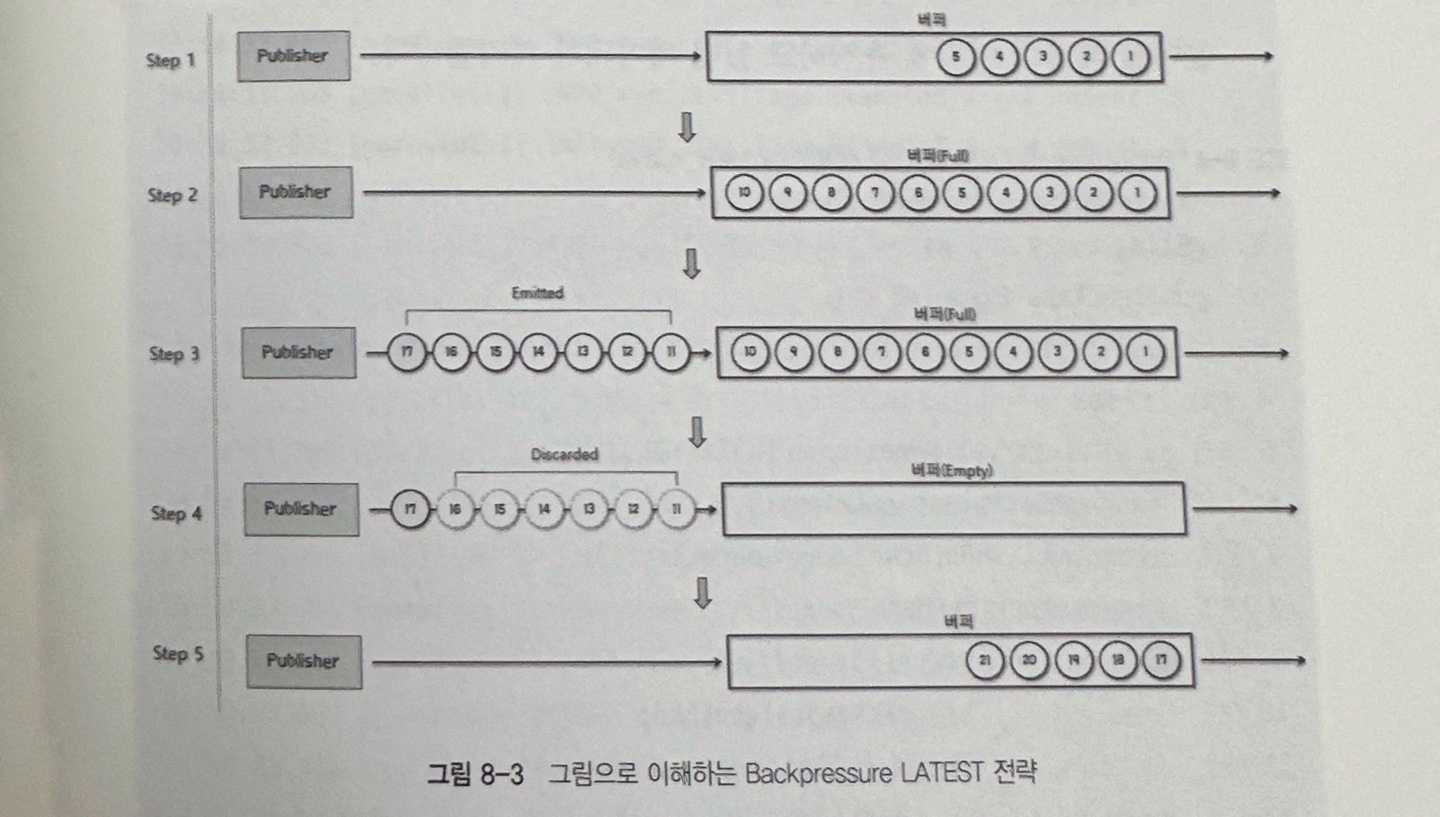 버퍼
Step 1 Publisher 5 4 3 2 1
버퍼(Full)
Step 2 Publisher 10 9 8 7 6 5 4 3 2 1
Emitted
버퍼(Full)
Step 3 Publisher 17 16 15 14 13 12 11 10 9 8 7 6 5 4 3 2 1
Discarded
버퍼(Empty)
Step 4 Publisher 17 16 15 14 13 12 11
버퍼
Step 5 Publisher 21 20 19 18 17
그림 8-3 그림으로 이해하는 Backpressure LATEST 전략